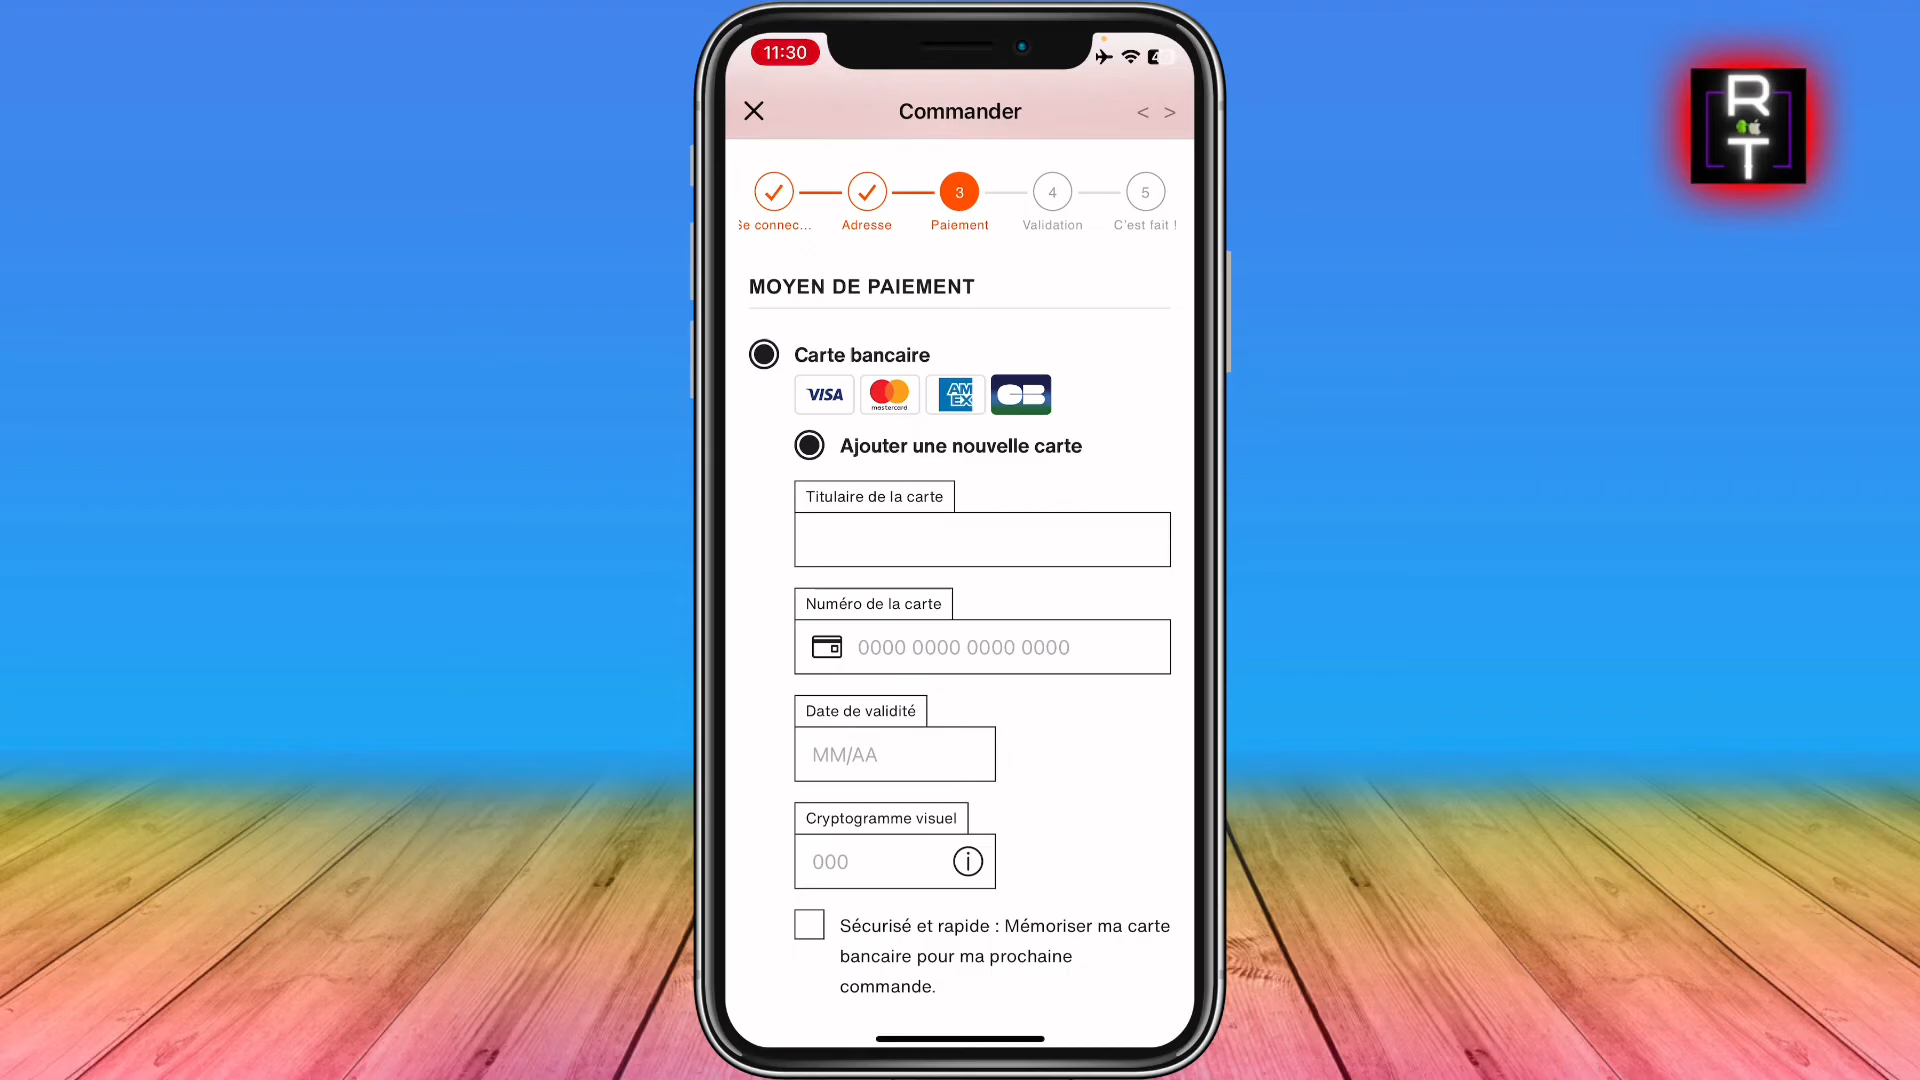 11:30
Commander
< >
3
4
5
Se connec...
Adresse
Paiement
Validation
C'est fait !
MOYEN DE PAIEMENT
Carte bancaire
VISA
mastercard
AM
EX
CB
Ajouter une nouvelle carte
Titulaire de la carte
Numéro de la carte
0000 0000 0000 0000
Date de validité
MM/AA
Cryptogramme visuel
000
Sécurisé et rapide : Mémoriser ma carte
bancaire pour ma prochaine
commande.
R
T